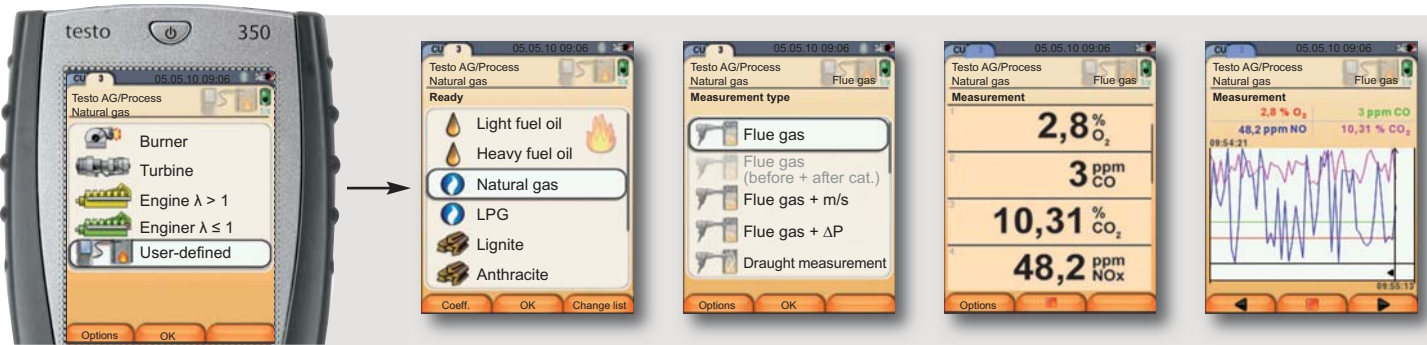 testo 350
CU 3 05.05.10 09:06
Testo AG/Process
Natural gas
Burner
Turbine
Engine λ > 1
Enginer λ ≤ 1
User-defined
Options OK
CU 3 05.05.10 09:06
Testo AG/Process
Natural gas
Ready
Light fuel oil
Heavy fuel oil
Natural gas
LPG
Lignite
Anthracite
Coeff. OK Change list
CU 3 05.05.10 09:06
Testo AG/Process
Natural gas Flue gas
Measurement type
Flue gas
Flue gas
(before + after cat.)
Flue gas + m/s
Flue gas + ΔP
Draught measurement
Options OK
CU 05.05.10 09:06
Testo AG/Process
Natural gas Flue gas
Measurement
1 2,8 % O₂
2 3 ppm CO
3 10,31 % CO₂
4 48,2 ppm NOx
Options
CU 05.05.10 09:06
Testo AG/Process
Natural gas Flue gas
Measurement
2,8 % O₂ 3 ppm CO
48,2 ppm NO 10,31 % CO₂
09:54:21
09:55:13